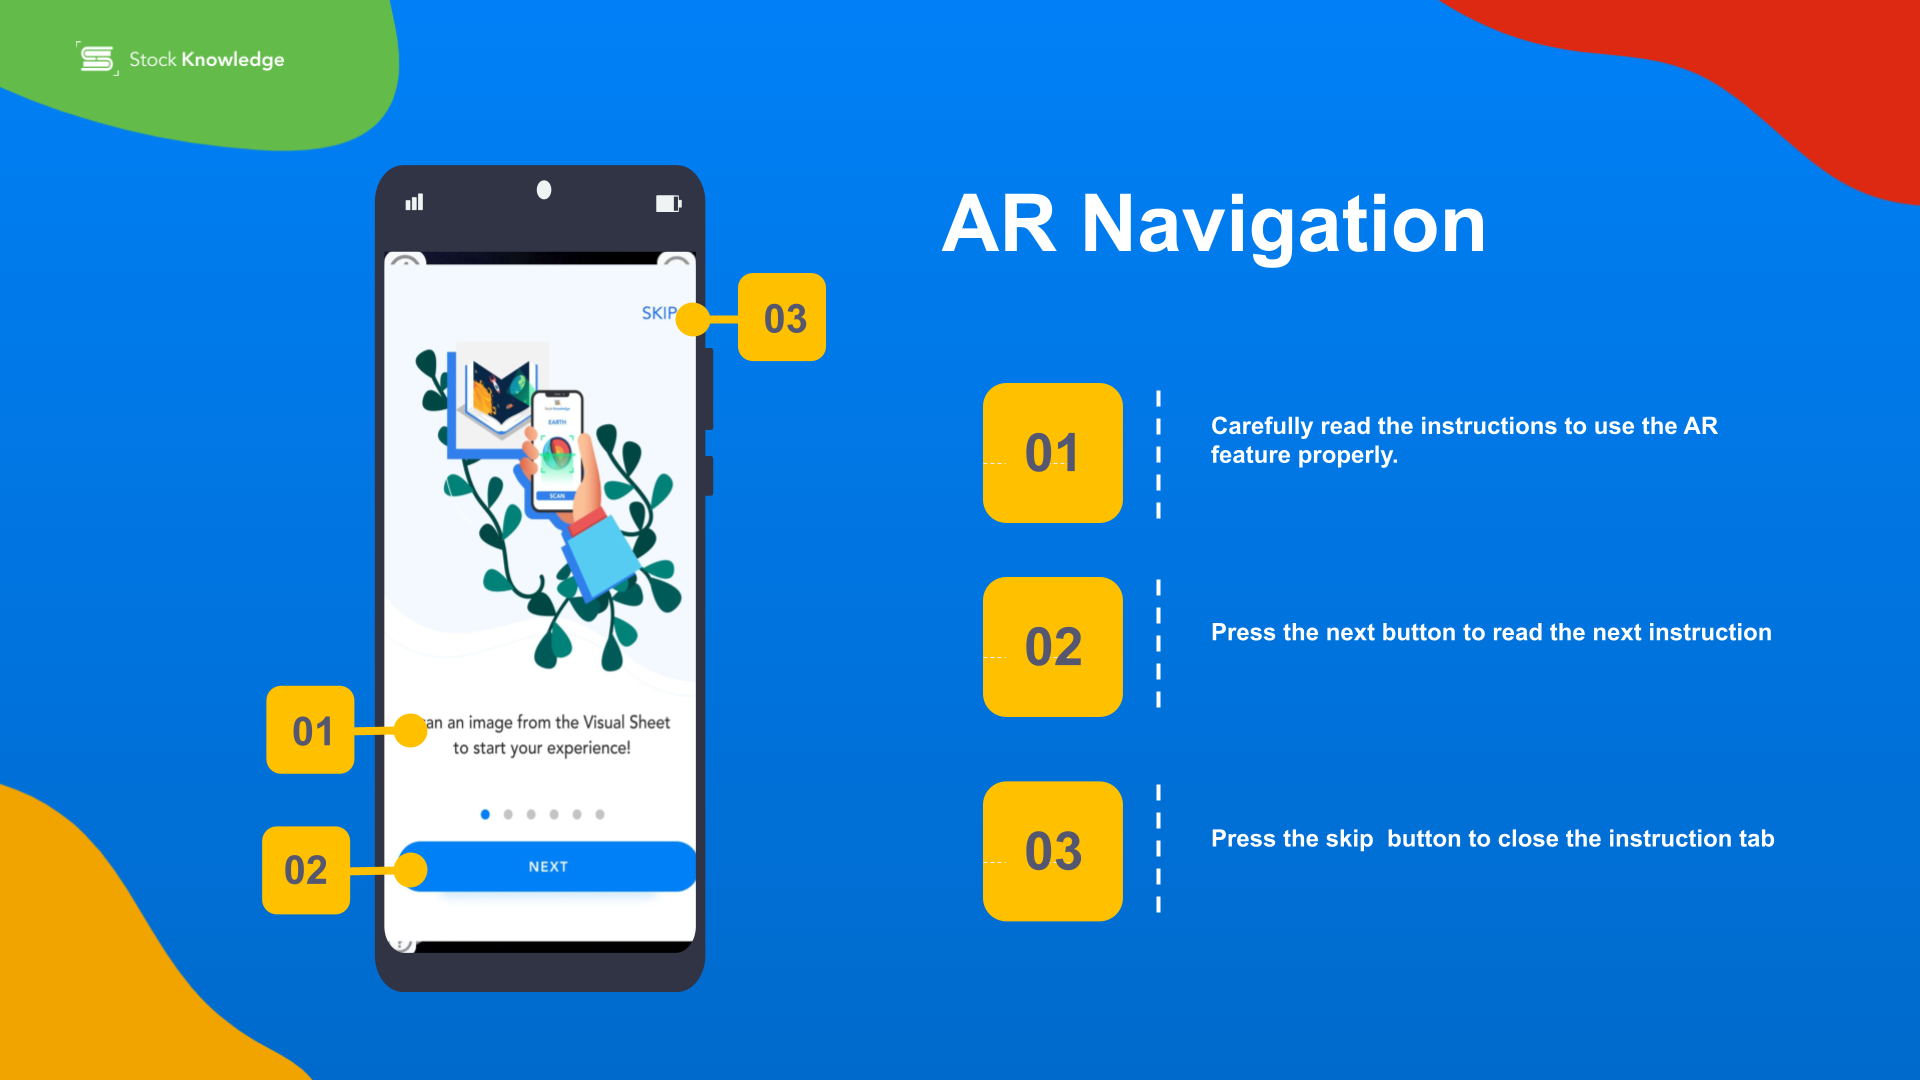 Stock Knowledge
AR Navigation
SKIP
03
Stock Knowledge
EARTH
SCAN
01
an image from the Visual Sheet
to start your experience!
02
NEXT
01
Carefully read the instructions to use the AR
feature properly.
02
Press the next button to read the next instruction
03
Press the skip  button to close the instruction tab